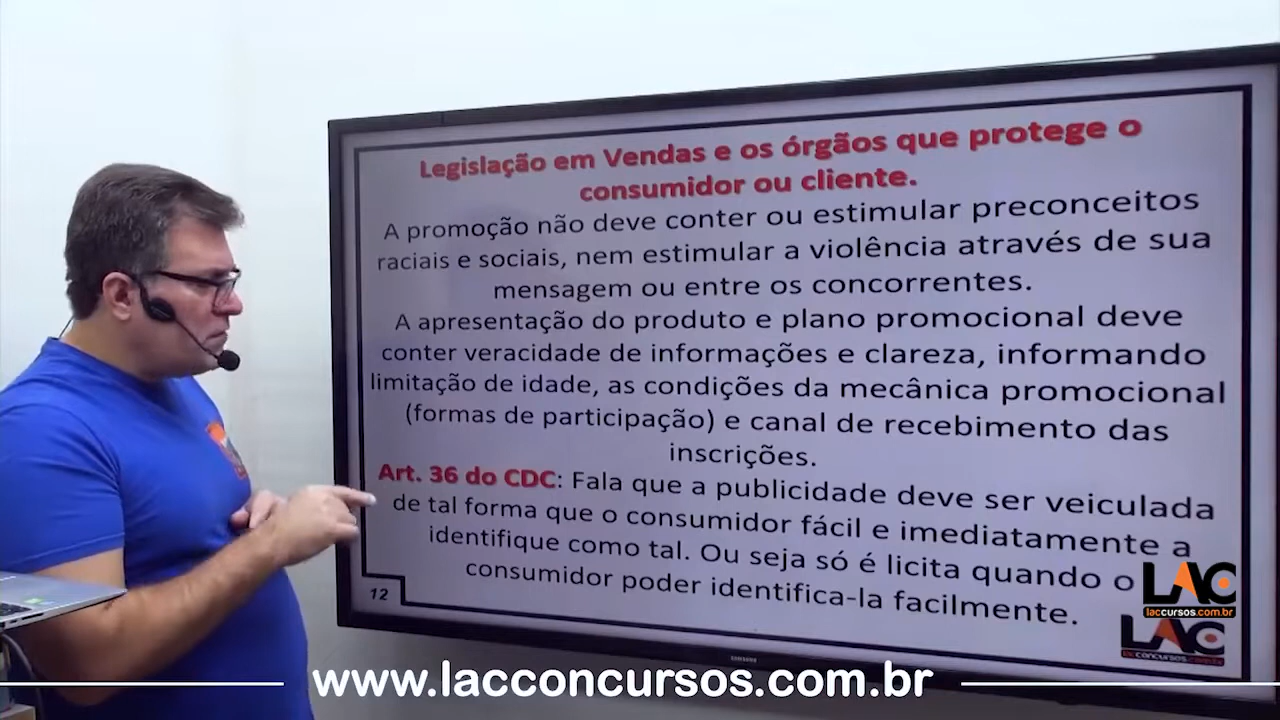 Legislação em Vendas e os órgãos que protege o
consumidor ou cliente.
A promoção não deve conter ou estimular preconceitos
raciais e sociais, nem estimular a violência através de sua
mensagem ou entre os concorrentes.
A apresentação do produto e plano promocional deve
conter veracidade de informações e clareza, informando
limitação de idade, as condições da mecânica promocional
(formas de participação) e canal de recebimento das
inscrições.
Art. 36 do CDC: Fala que a publicidade deve ser veiculada
de tal forma que o consumidor fácil e imediatamente a
identifique como tal. Ou seja só é licita quando o
consumidor poder identifica-la facilmente.
12
LAC
laccursos.com.br
LAC
SAMSUNG
www.lacconcursos.com.br